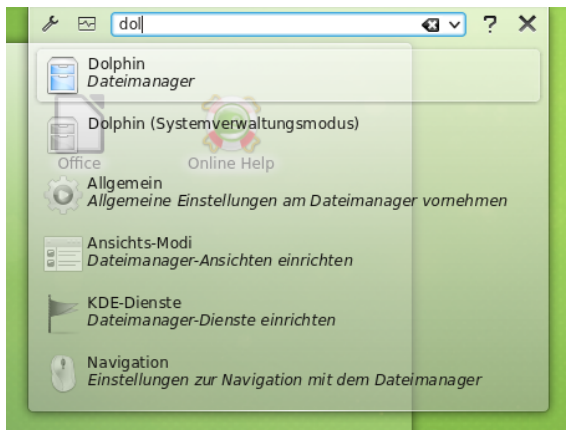 dol
?
Dolphin
Dateimanager
Dolphin (Systemverwaltungsmodus)
Office
Online Help
Allgemein
Allgemeine Einstellungen am Dateimanager vornehmen
Ansichts-Modi
Dateimanager-Ansichten einrichten
KDE-Dienste
Dateimanager-Dienste einrichten
Navigation
Einstellungen zur Navigation mit dem Dateimanager